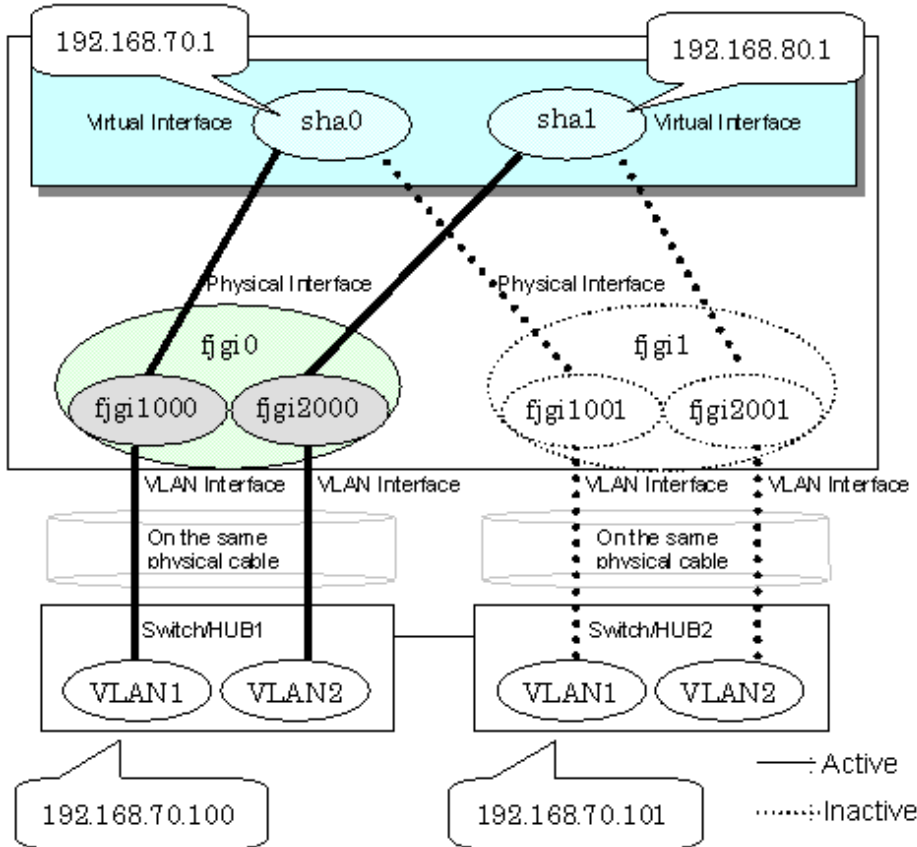 192.168.70.1
192.168.80.1
Virtual Interface
sha0
sha1
Virtual Interface
Physical Interface
Physical Interface
fjgi0
fjgi1
fjgi1000
fjgi2000
fjgi1001
fjgi2001
VLAN Interface
VLAN Interface
VLAN Interface
VLAN Interface
On the same
physical cable
On the same
physical cable
Switch/HUB1
Switch/HUB2
VLAN1
VLAN2
VLAN1
VLAN2
192.168.70.100
192.168.70.101
: Active
: Inactive